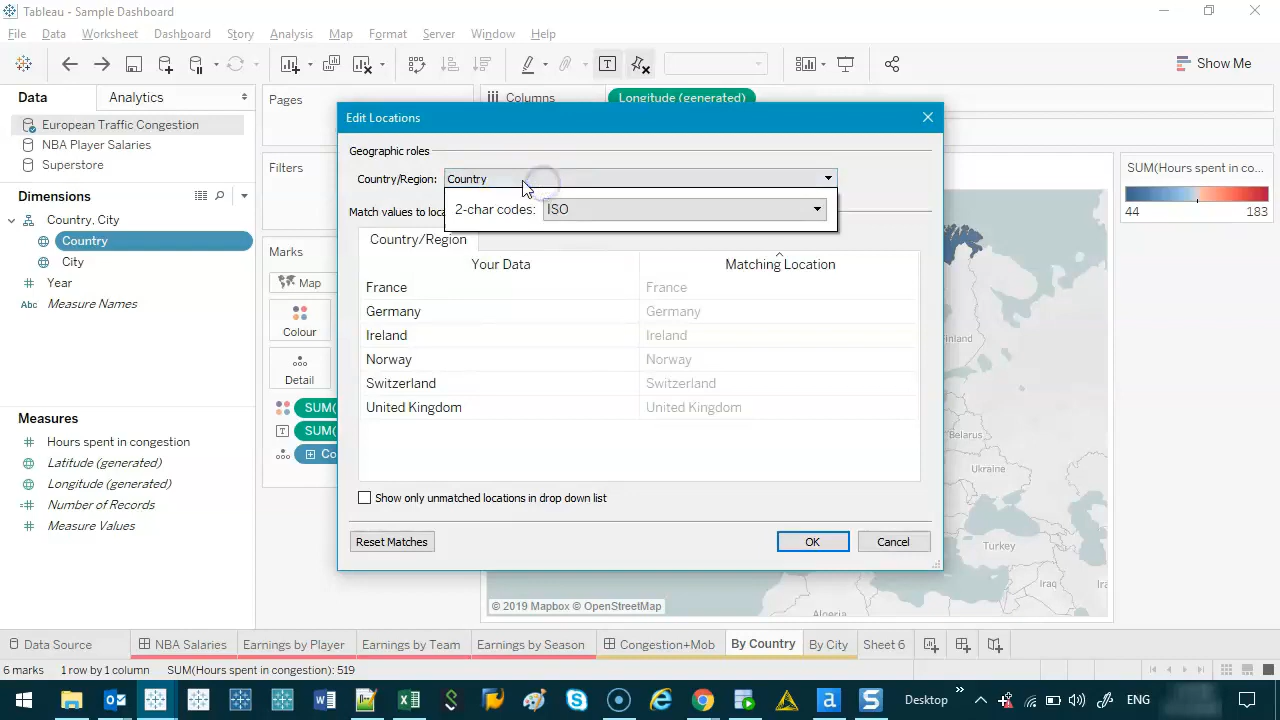 Tableau - Sample Dashboard
File Data Worksheet Dashboard Story Analysis Map Format Server Window Help
Show Me
Data Analytics
European Traffic Congestion
NBA Player Salaries
Superstore
Dimensions
Country, City
Country
City
Year
Abc Measure Names
Measures
Hours spent in congestion
Latitude (generated)
Longitude (generated)
Number of Records
Measure Values
Pages
Filters
Marks
Map
Colour
Detail
SUM(
SUM(
Co
Columns Longitude (generated)
Edit Locations
Geographic roles
Country/Region: Country
2-char codes: ISO
Match values to loca
Country/Region
Your Data Matching Location
France France
Germany Germany
Ireland Ireland
Norway Norway
Switzerland Switzerland
United Kingdom United Kingdom
Show only unmatched locations in drop down list
Reset Matches OK Cancel
SUM(Hours spent in co...
44 183
inland
Belarus
Ukraine
Turkey
Iraq
Algeria
© 2019 Mapbox © OpenStreetMap
Data Source NBA Salaries Earnings by Player Earnings by Team Earnings by Season Congestion+Mob By Country By City Sheet 6
6 marks 1 row by 1 column SUM(Hours spent in congestion): 519
Desktop ENG